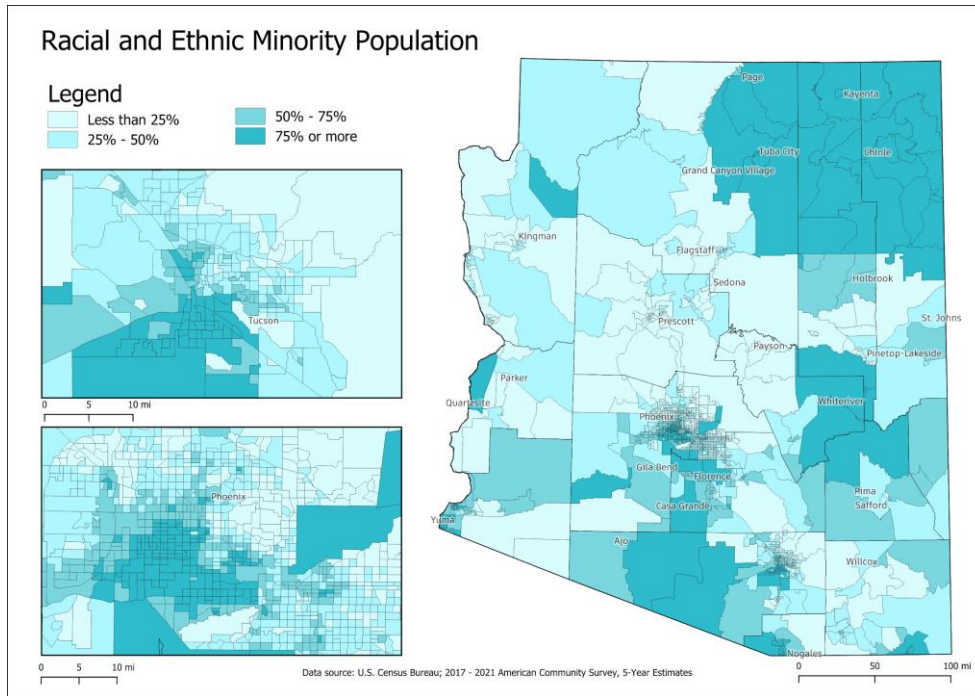 Racial and Ethnic Minority Population
Legend
Less than 25%
25% - 50%
50% - 75%
75% or more
Tucson
0 5 10 mi
Phoenix
0 5 10 mi
Page
Kayenta
Tuba City
Chinle
Grand Canyon Village
Kingman
Flagstaff
Sedona
Holbrook
St. Johns
Prescott
Payson
Pinetop-Lakeside
Parker
Quartzsite
Whiteriver
Phoenix
Gila Bend
Florence
Pima
Safford
Casa Grande
Yuma
Ajo
Willcox
Nogales
0 50 100 mi
Data source: U.S. Census Bureau; 2017 - 2021 American Community Survey, 5-Year Estimates